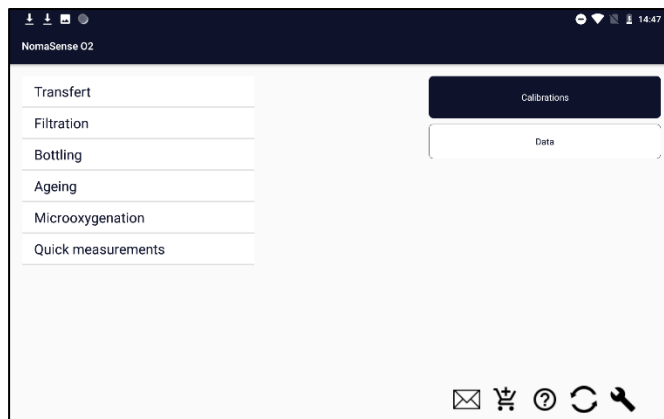 14:47
NomaSense O2
Transfert
Filtration
Bottling
Ageing
Microoxygenation
Quick measurements
Calibrations
Data